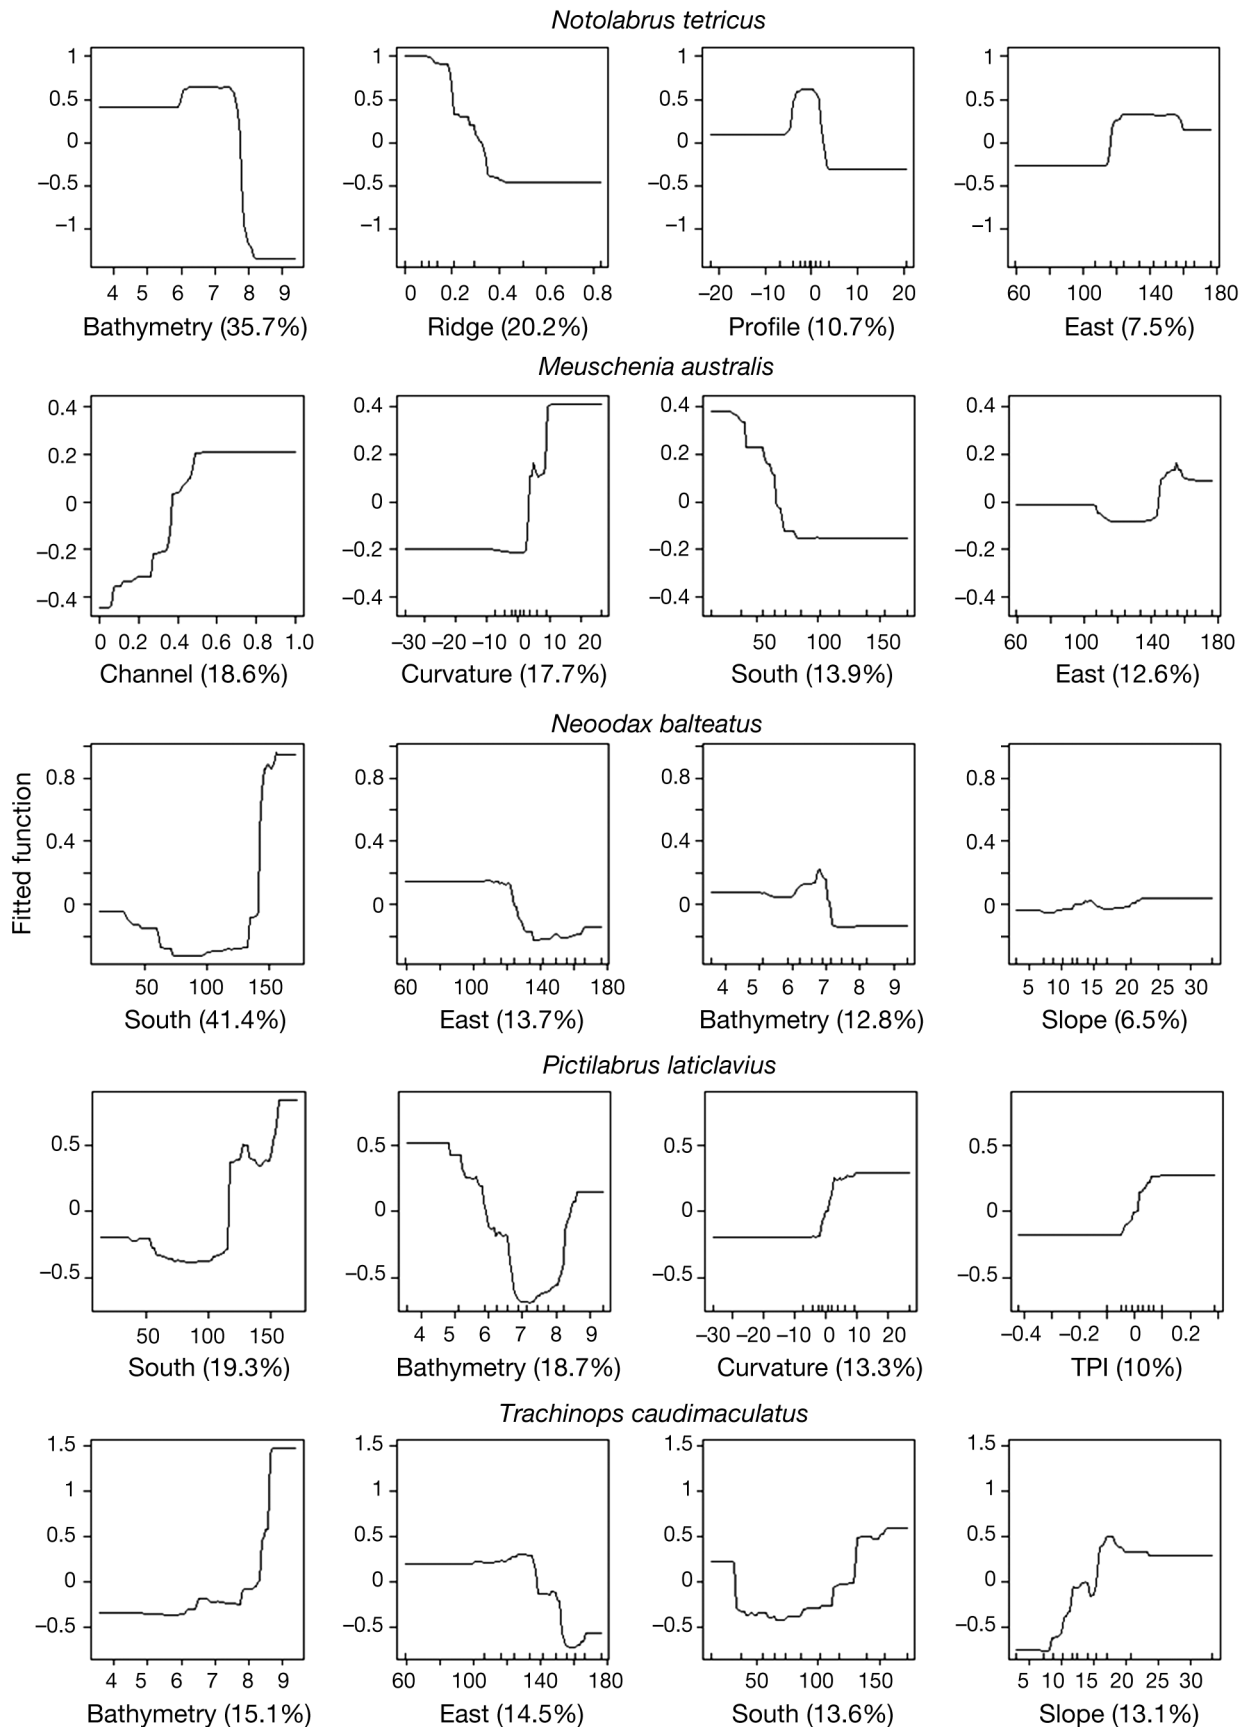 Notolabrus tetricus
1 1 1 1
0.5 0.5 0.5 0.5
0 0 0 0
−0.5 −0.5 −0.5 −0.5
−1 −1 −1 −1
4 5 6 7 8 9 0 0.2 0.4 0.6 0.8 −20 −10 0 10 20 60 100 140 180
Bathymetry (35.7%) Ridge (20.2%) Profile (10.7%) East (7.5%)
Meuschenia australis
0.4 0.4 0.4 0.4
0.2 0.2 0.2 0.2
0 0 0 0
−0.2 −0.2 −0.2 −0.2
−0.4 −0.4 −0.4 −0.4
0 0.2 0.4 0.6 0.8 1.0 −30 −20 −10 0 10 20 50 100 150 60 100 140 180
Channel (18.6%) Curvature (17.7%) South (13.9%) East (12.6%)
Neoodax balteatus
Fitted function
0.8 0.8 0.8 0.8
0.4 0.4 0.4 0.4
0 0 0 0
50 100 150 60 100 140 180 4 5 6 7 8 9 5 10 15 20 25 30
South (41.4%) East (13.7%) Bathymetry (12.8%) Slope (6.5%)
Pictilabrus laticlavius
0.5 0.5 0.5 0.5
0 0 0 0
−0.5 −0.5 −0.5 −0.5
50 100 150 4 5 6 7 8 9 −30 −20 −10 0 10 20 −0.4 −0.2 0 0.2
South (19.3%) Bathymetry (18.7%) Curvature (13.3%) TPI (10%)
Trachinops caudimaculatus
1.5 1.5 1.5 1.5
1 1 1 1
0.5 0.5 0.5 0.5
0 0 0 0
−0.5 −0.5 −0.5 −0.5
4 5 6 7 8 9 60 100 140 180 50 100 150 5 10 15 20 25 30
Bathymetry (15.1%) East (14.5%) South (13.6%) Slope (13.1%)